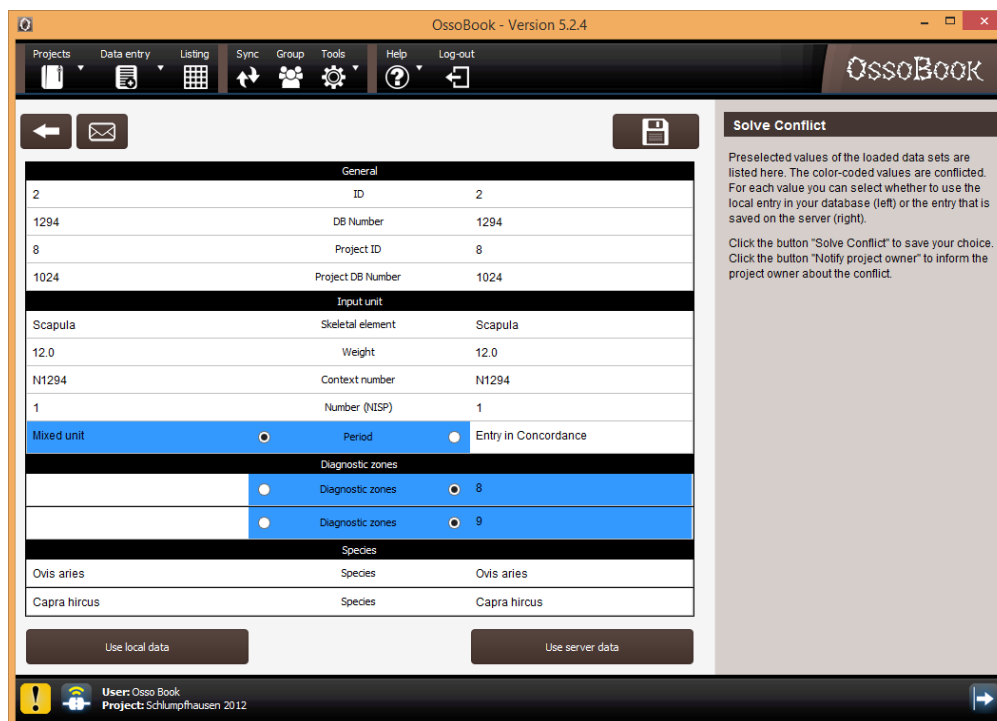 OssoBook - Version 5.2.4
Projects Data entry Listing Sync Group Tools Help Log-out
OssoBook
General
2 ID 2
1294 DB Number 1294
8 Project ID 8
1024 Project DB Number 1024
Input unit
Scapula Skeletal element Scapula
12.0 Weight 12.0
N1294 Context number N1294
1 Number (NISP) 1
Mixed unit Period Entry in Concordance
Diagnostic zones
Diagnostic zones 8
Diagnostic zones 9
Species
Ovis aries Species Ovis aries
Capra hircus Species Capra hircus
Use local data Use server data
Solve Conflict
Preselected values of the loaded data sets are
listed here. The color-coded values are conflicted.
For each value you can select whether to use the
local entry in your database (left) or the entry that is
saved on the server (right).
Click the button "Solve Conflict" to save your choice.
Click the button "Notify project owner" to inform the
project owner about the conflict.
User: Osso Book
Project: Schlumpfhausen 2012